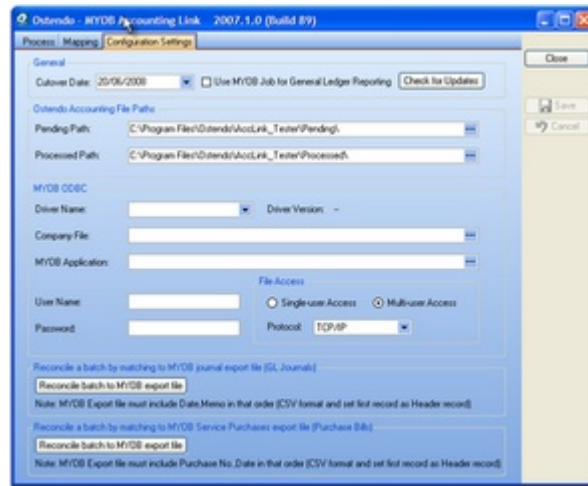 Ostendo - MYOB Accounting Link 2007.1.0 (Build 89)
Process Mapping Configuration Settings
Close
General
Cutover Date: 20/06/2008 Use MYOB Job for General Ledger Reporting Check for Updates
Save
Cancel
Ostendo Accounting File Paths
Pending Path: C:\Program Files\Ostendo\AccLink_Tester\Pending\
Processed Path: C:\Program Files\Ostendo\AccLink_Tester\Processed\
MYOB ODBC
Driver Name: Driver Version: -
Company File:
MYOB Application:
File Access
User Name: Single-user Access Multi-user Access
Password: Protocol: TCP/IP
Reconcile a batch by matching to MYOB journal export file (GL Journals)
Reconcile batch to MYOB export file
Note: MYOB Export file must include Date,Memo in that order (CSV format and set first record as Header record)
Reconcile a batch by matching to MYOB Service Purchases export file (Purchase Bills)
Reconcile batch to MYOB export file
Note: MYOB Export file must include Purchase No.,Date in that order (CSV format and set first record as Header record)